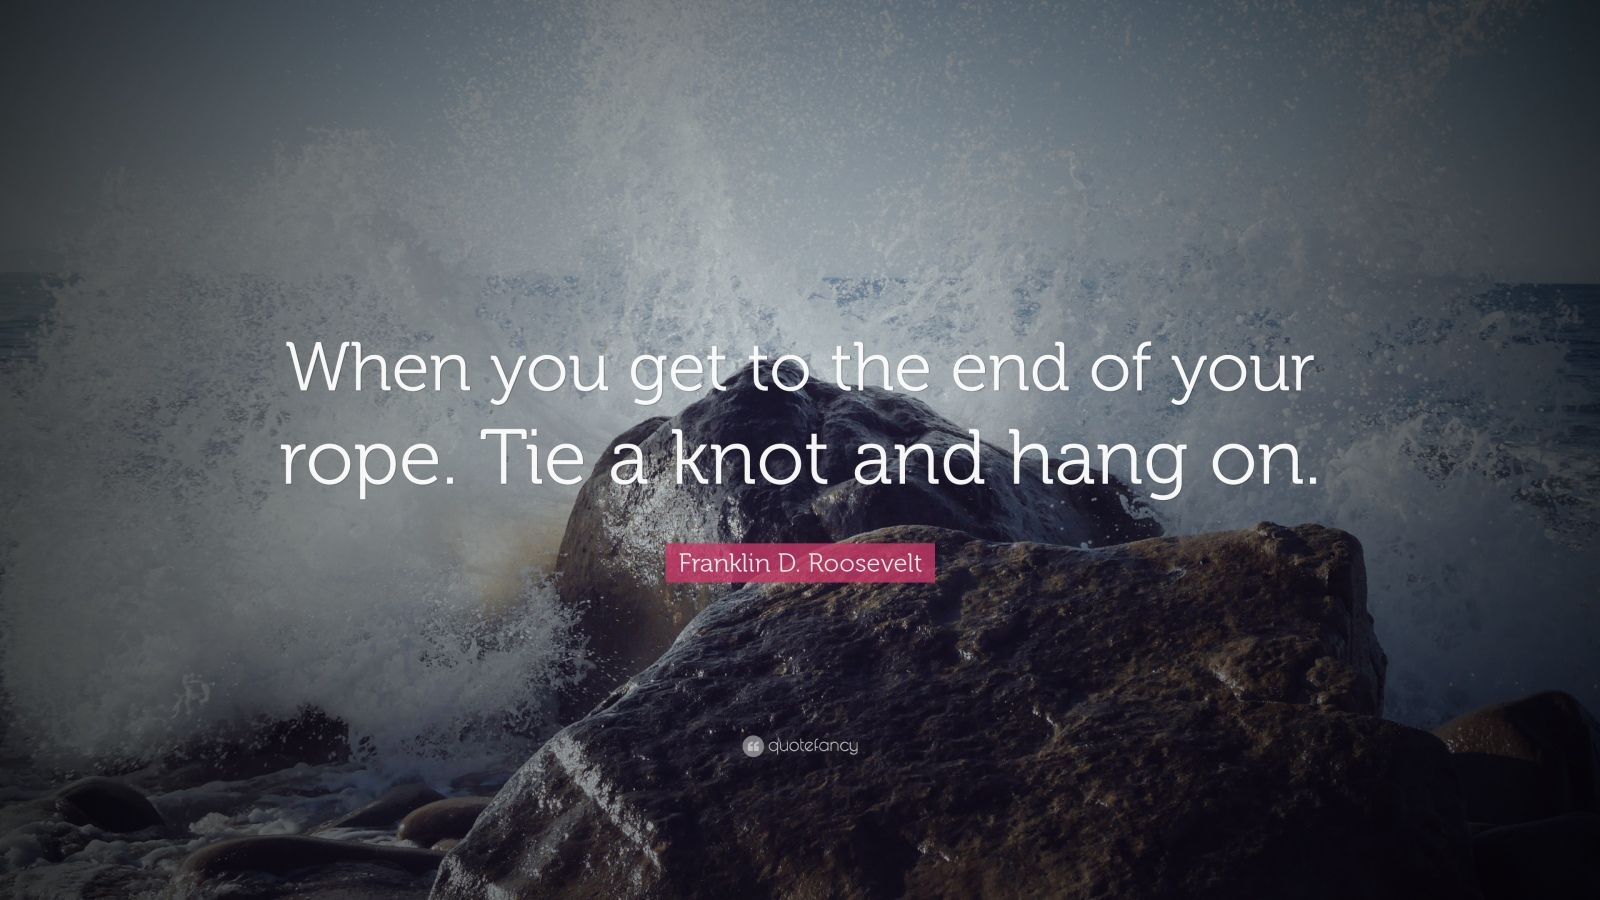 When you get to the end of your
rope. Tie a knot and hang on.
Franklin D. Roosevelt
quotefancy